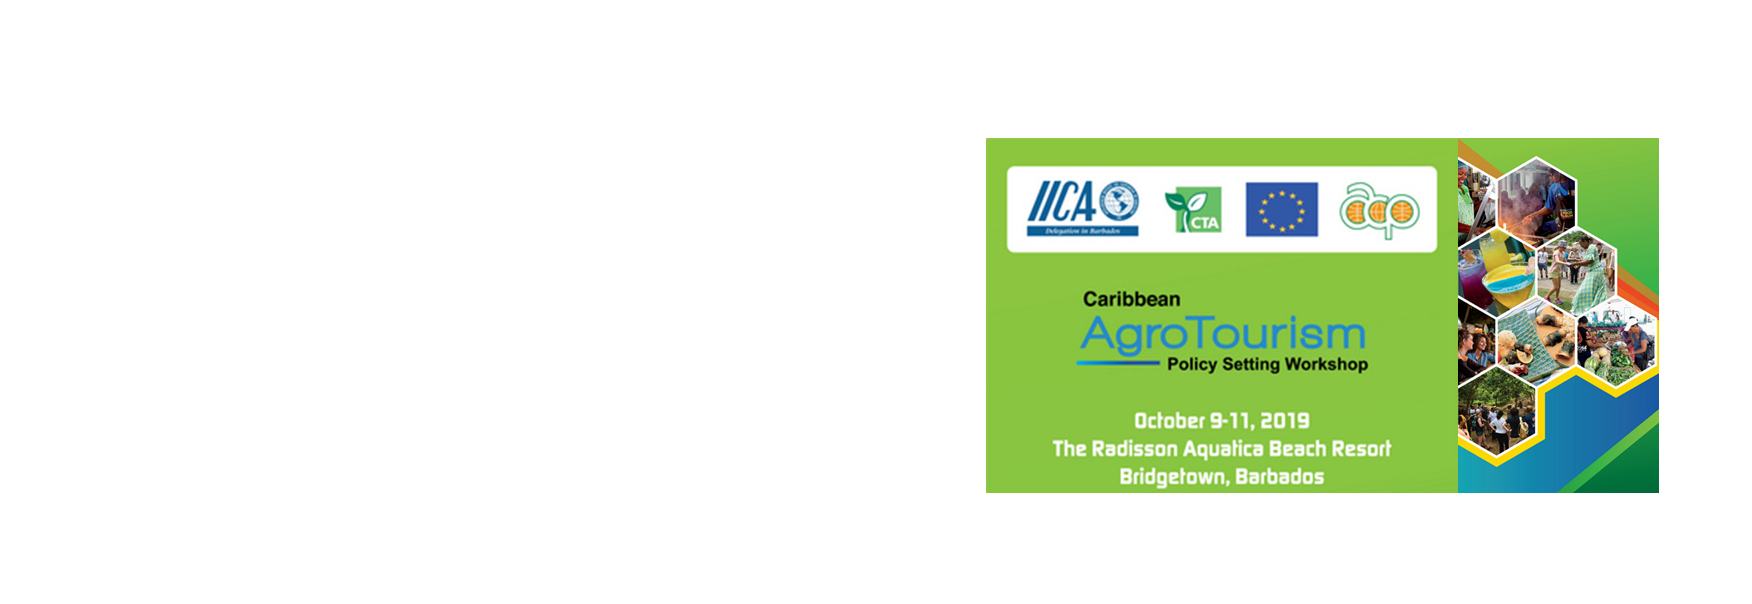 IICA
Delegation in Barbados
CTA
acp
Caribbean
AgroTourism
Policy Setting Workshop
October 9-11, 2019
The Radisson Aquatica Beach Resort
Bridgetown, Barbados